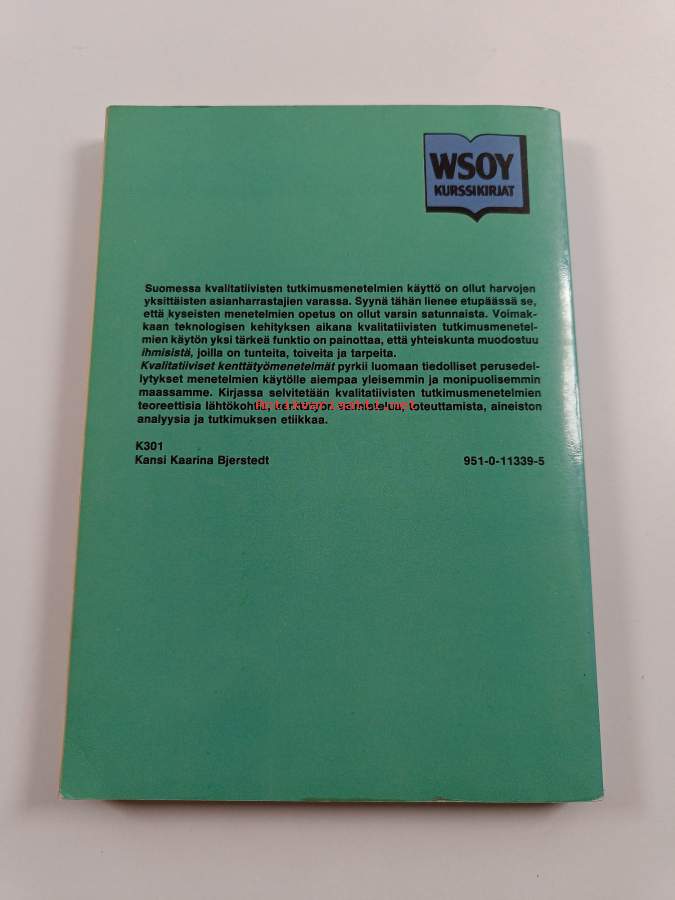 WSOY
KURSSIKIRJAT
Suomessa kvalitatiivisten tutkimusmenetelmien käyttö on ollut harvojen
yksittäisten asianharrastajien varassa. Syynä tähän lienee etupäässä se,
että kyseisten menetelmien opetus on ollut varsin satunnaista. Voimak-
kaan teknologisen kehityksen aikana kvalitatiivisten tutkimusmenetel-
mien käytön yksi tärkeä funktio on painottaa, että yhteiskunta muodostuu
ihmisistä, joilla on tunteita, toiveita ja tarpeita.
Kvalitatiiviset kenttätyömenetelmät pyrkii luomaan tiedolliset perusedel-
lytykset menetelmien käytölle aiempaa yleisemmin ja monipuolisemmin
maassamme. Kirjassa selvitetään kvalitatiivisten tutkimusmenetelmien
teoreettisia lähtökohtia, toteuttamista, aineiston
analyysia ja tutkimuksen etiikkaa.
K301
Kansi Kaarina Bjerstedt 951-0-11339-5